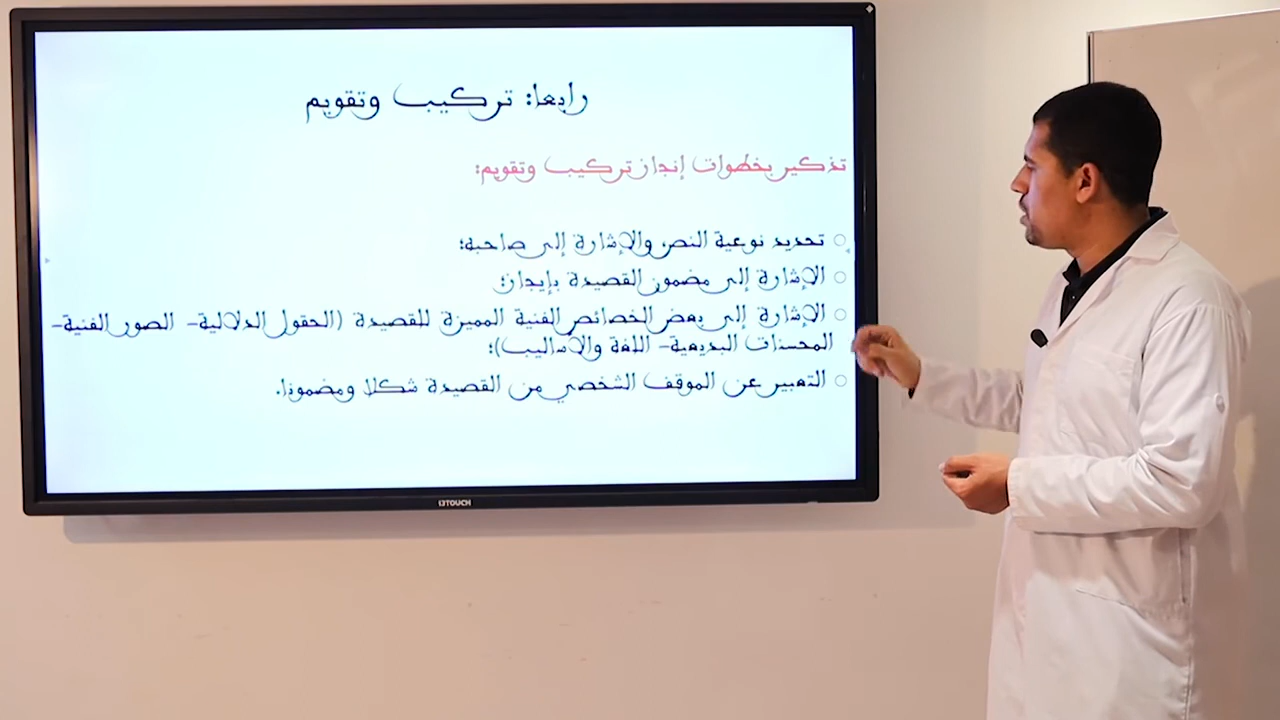 رابعا: تركيب وتقويم
تذكير بخطوات إنجاز تركيب وتقويم:
○ تحديد نوعية النص والإشارة إلى صاحبه؛
○ الإشارة إلى مضمون القصيدة بإيجاز؛
○ الإشارة إلى بعض الخصائص الفنية المميزة للقصيدة (الحقول الدلالية- الصور الفنية-
المحسنات البديعية- اللغة والأساليب)؛
○ التعبير عن الموقف الشخصي من القصيدة شكلا ومضمونا.
i3TOUCH